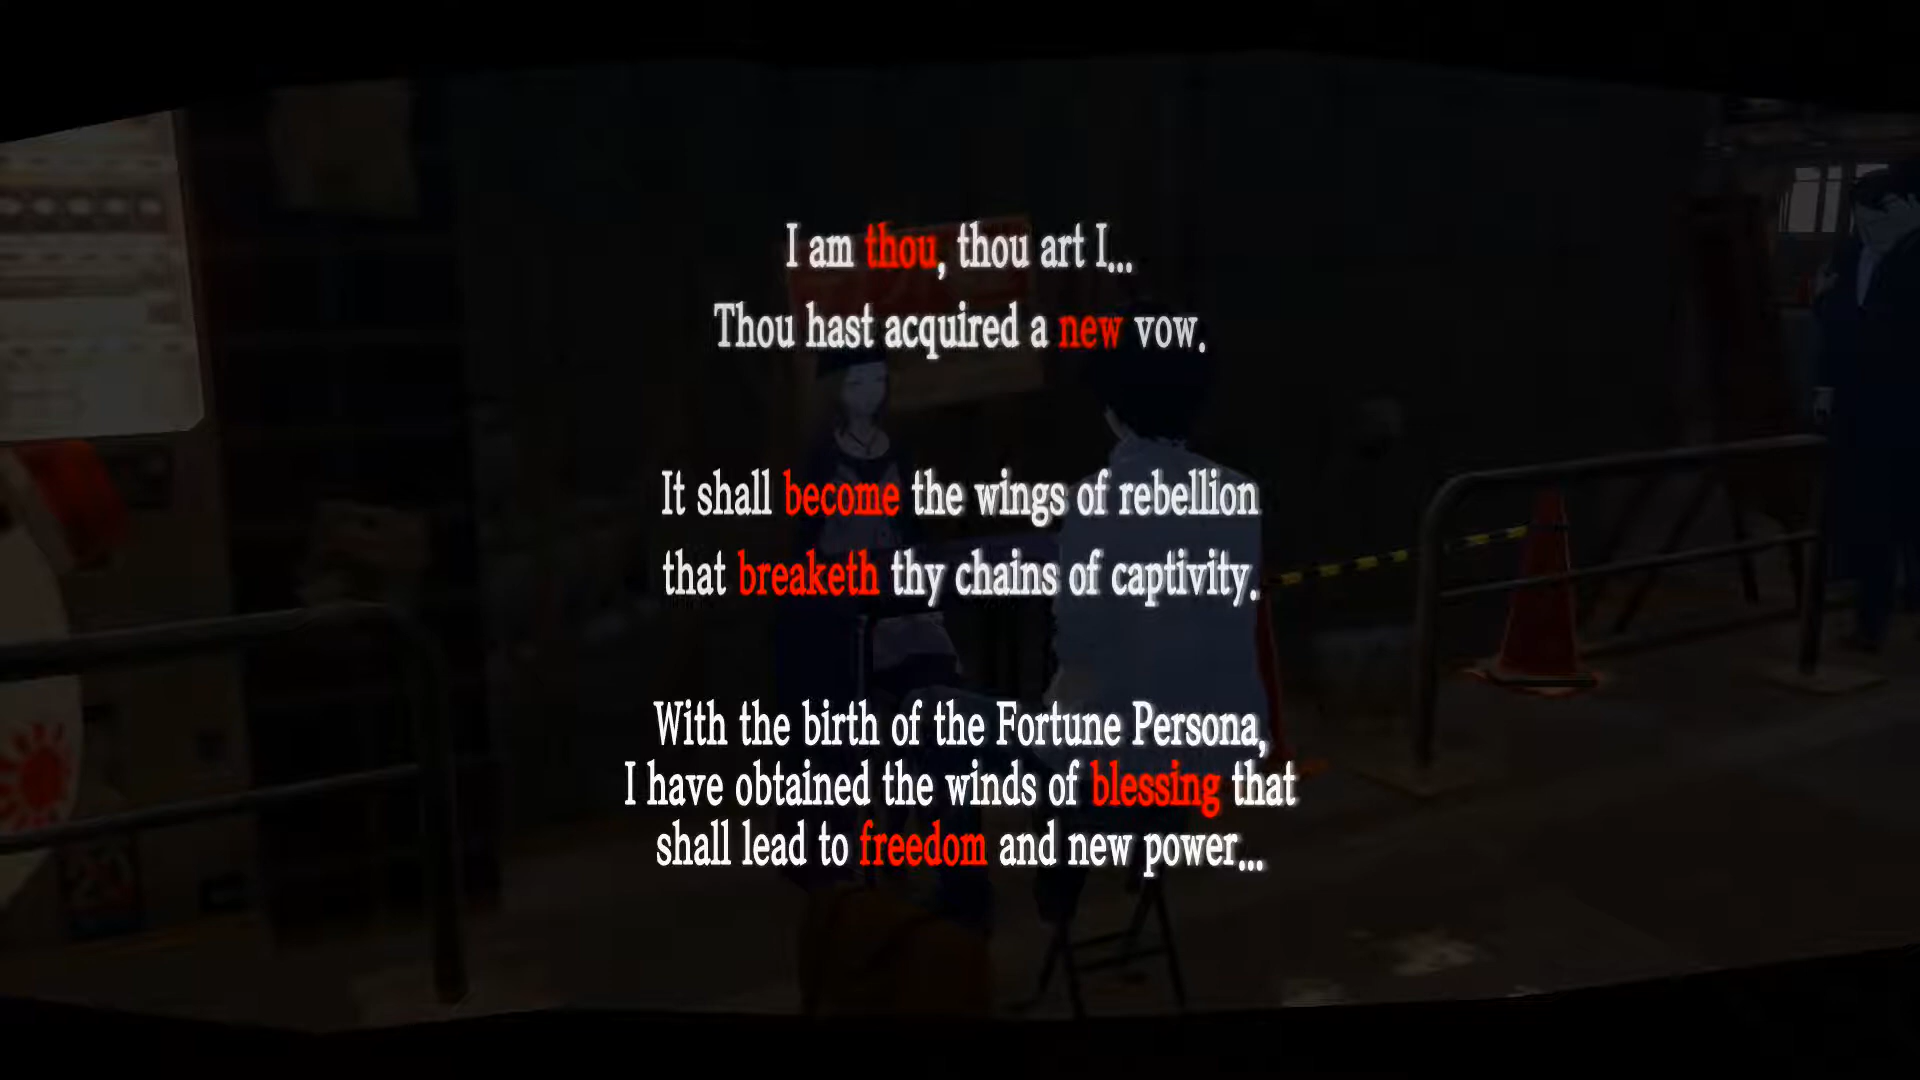 I am thou, thou art I...
Thou hast acquired a new vow.
It shall become the wings of rebellion
that breaketh thy chains of captivity.
With the birth of the Fortune Persona,
I have obtained the winds of blessing that
shall lead to freedom and new power...